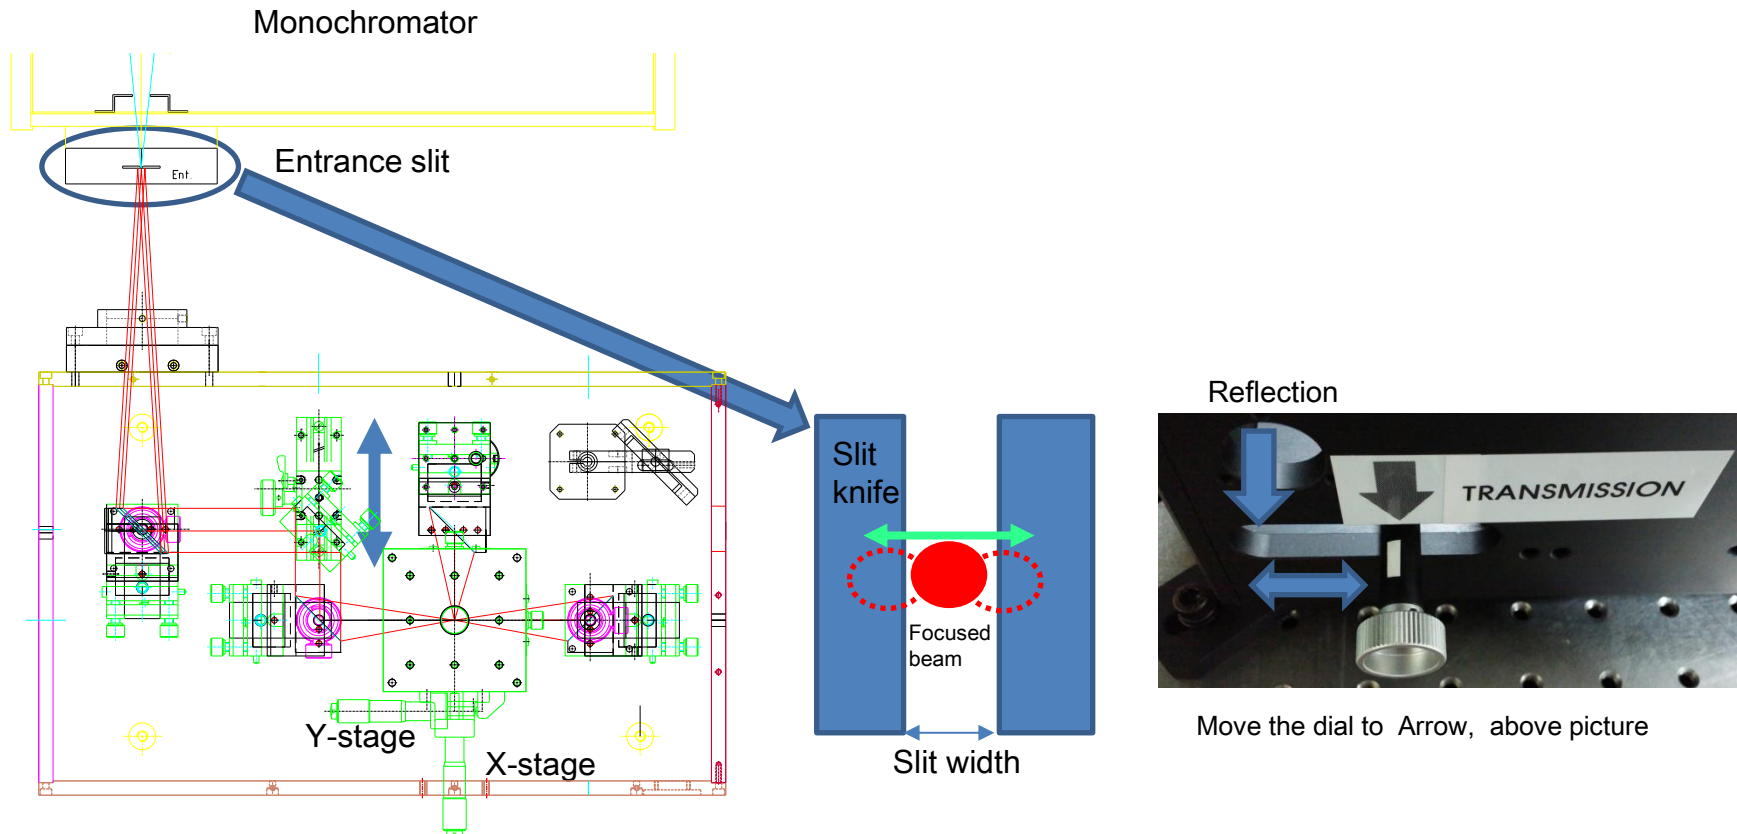 Monochromator
Entrance slit
Ent.
Y-stage
X-stage
Slit
knife
Focused
beam
Slit width
Reflection
TRANSMISSION
Move the dial to Arrow, above picture